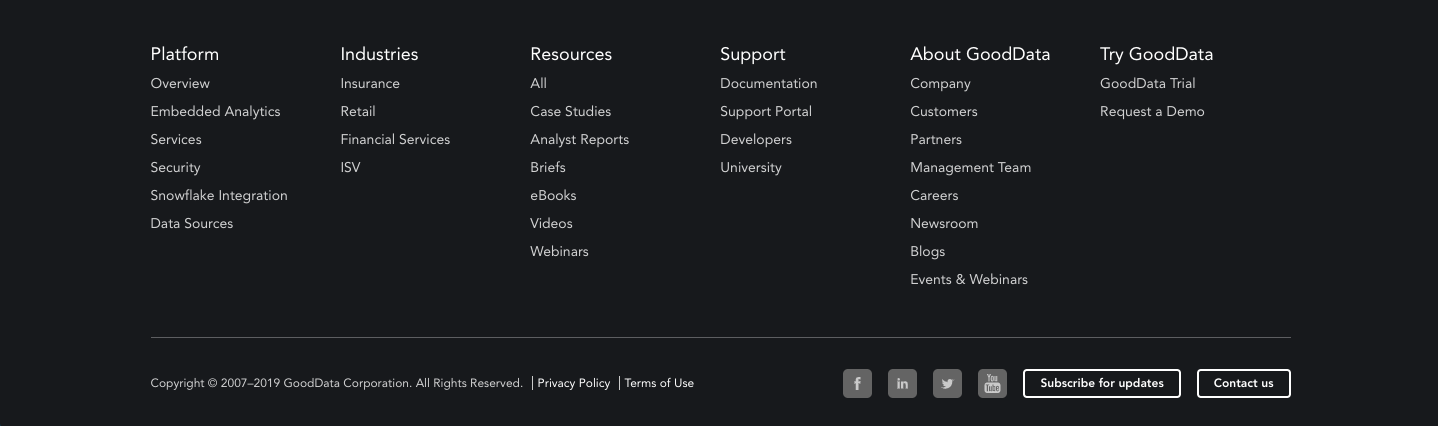 Platform
Overview
Embedded Analytics
Services
Security
Snowflake Integration
Data Sources
Industries
Insurance
Retail
Financial Services
ISV
Resources
All
Case Studies
Analyst Reports
Briefs
eBooks
Videos
Webinars
Support
Documentation
Support Portal
Developers
University
About GoodData
Company
Customers
Partners
Management Team
Careers
Newsroom
Blogs
Events & Webinars
Try GoodData
GoodData Trial
Request a Demo
Copyright © 2007–2019 GoodData Corporation. All Rights Reserved. | Privacy Policy | Terms of Use
f
in
You
Tube
Subscribe for updates
Contact us